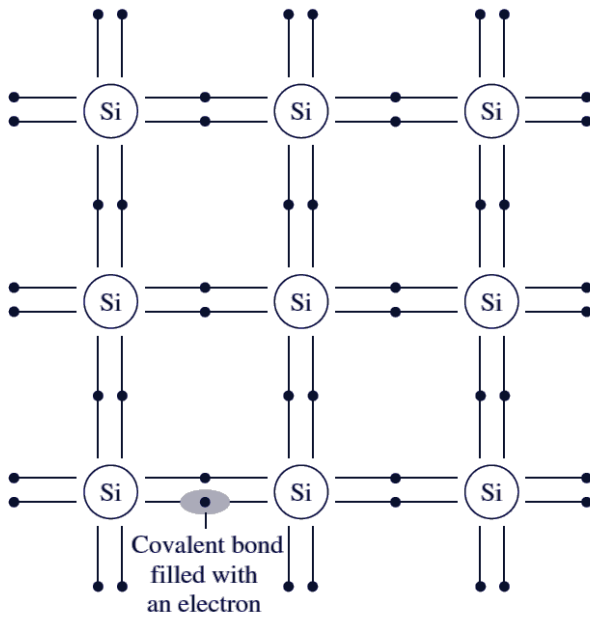 Si Si Si
Si Si Si
Si Si Si
Covalent bond
filled with
an electron